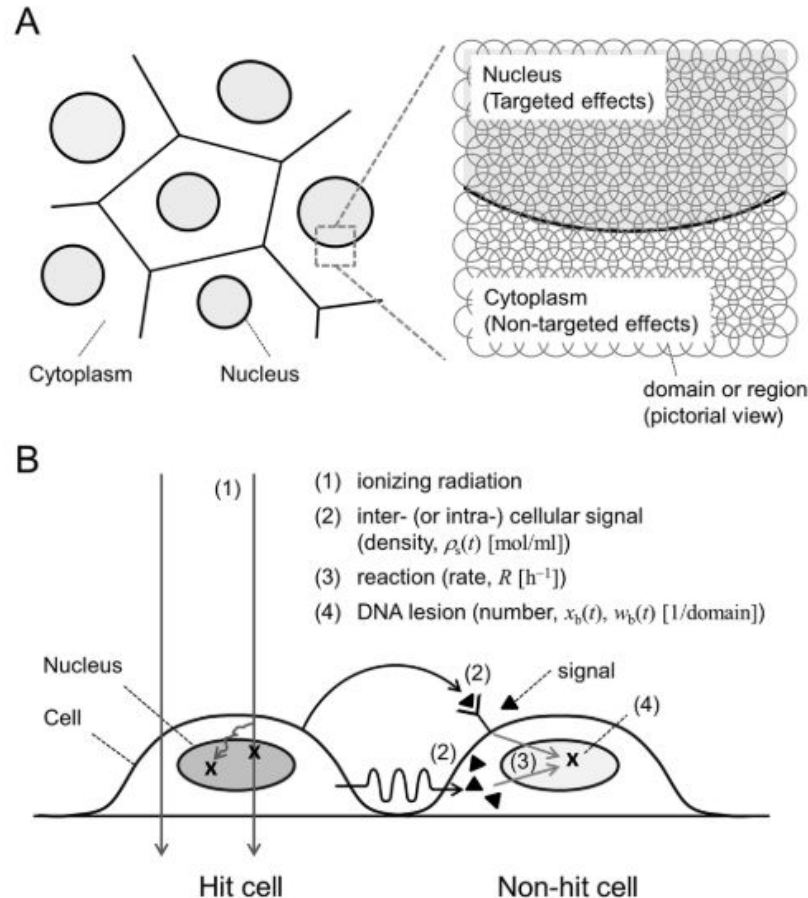 A
Nucleus
(Targeted effects)
Cytoplasm
(Non-targeted effects)
Cytoplasm
Nucleus
domain or region
(pictorial view)
B
(1)
(1) ionizing radiation
(2) inter- (or intra-) cellular signal
(density, ρs(t) [mol/ml])
(3) reaction (rate, R [h⁻¹])
(4) DNA lesion (number, xb(t), wb(t) [1/domain])
Nucleus
Cell
(2)
signal
(4)
(2)
(3)
X
X
X
Hit cell
Non-hit cell